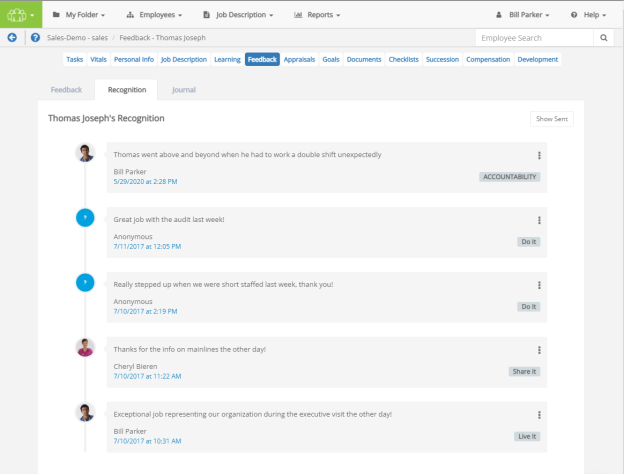 My Folder Employees Job Description Reports Bill Parker Help
Sales-Demo - sales / Feedback - Thomas Joseph Employee Search
Tasks Vitals Personal Info Job Description Learning Feedback Appraisals Goals Documents Checklists Succession Compensation Development
Feedback Recognition Journal
Thomas Joseph's Recognition Show Sent
Thomas went above and beyond when he had to work a double shift unexpectedly
Bill Parker
5/29/2020 at 2:28 PM ACCOUNTABILITY
?
Great job with the audit last week!
Anonymous
7/11/2017 at 12:05 PM Do It
?
Really stepped up when we were short staffed last week, thank you!
Anonymous
7/10/2017 at 2:19 PM Do It
Thanks for the info on mainlines the other day!
Cheryl Bieren
7/10/2017 at 11:22 AM Share It
Exceptional job representing our organization during the executive visit the other day!
Bill Parker
7/10/2017 at 10:31 AM Live It